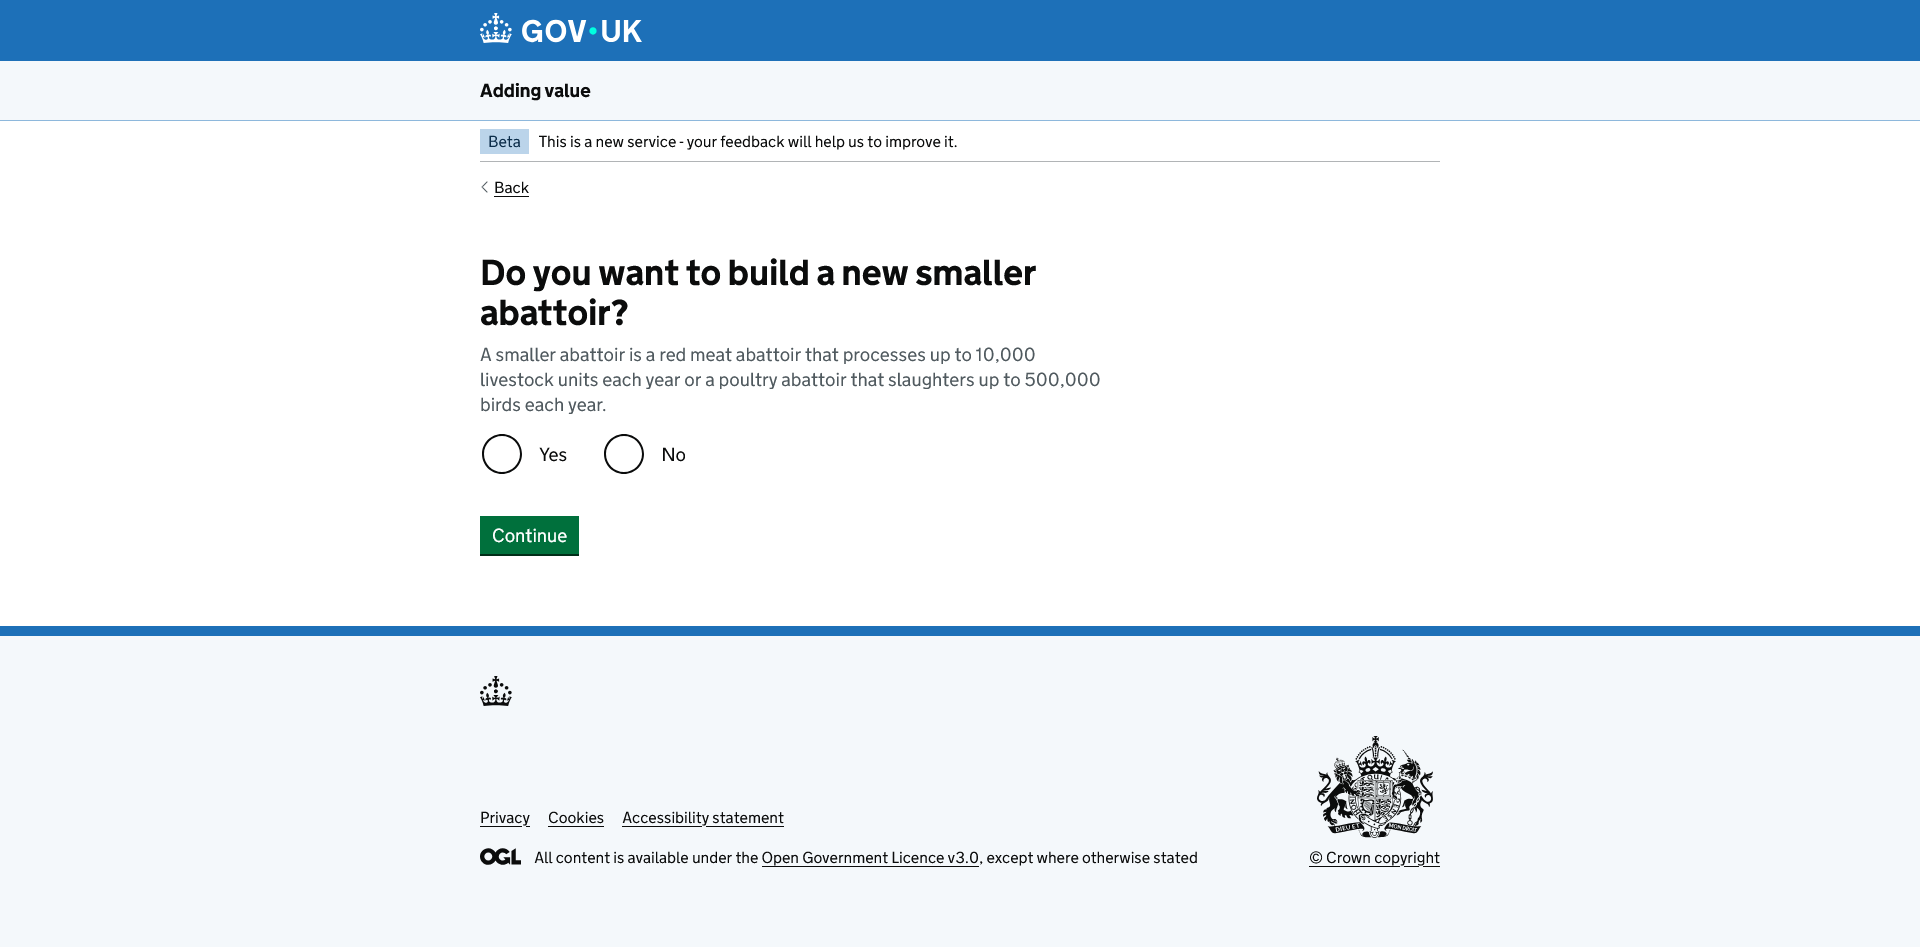 GOV·UK
Adding value
Beta This is a new service - your feedback will help us to improve it.
Back
Do you want to build a new smaller
abattoir?
A smaller abattoir is a red meat abattoir that processes up to 10,000
livestock units each year or a poultry abattoir that slaughters up to 500,000
birds each year.
Yes No
Continue
Privacy Cookies Accessibility statement
OGL All content is available under the Open Government Licence v3.0, except where otherwise stated
DIEU ET MON DROIT
© Crown copyright